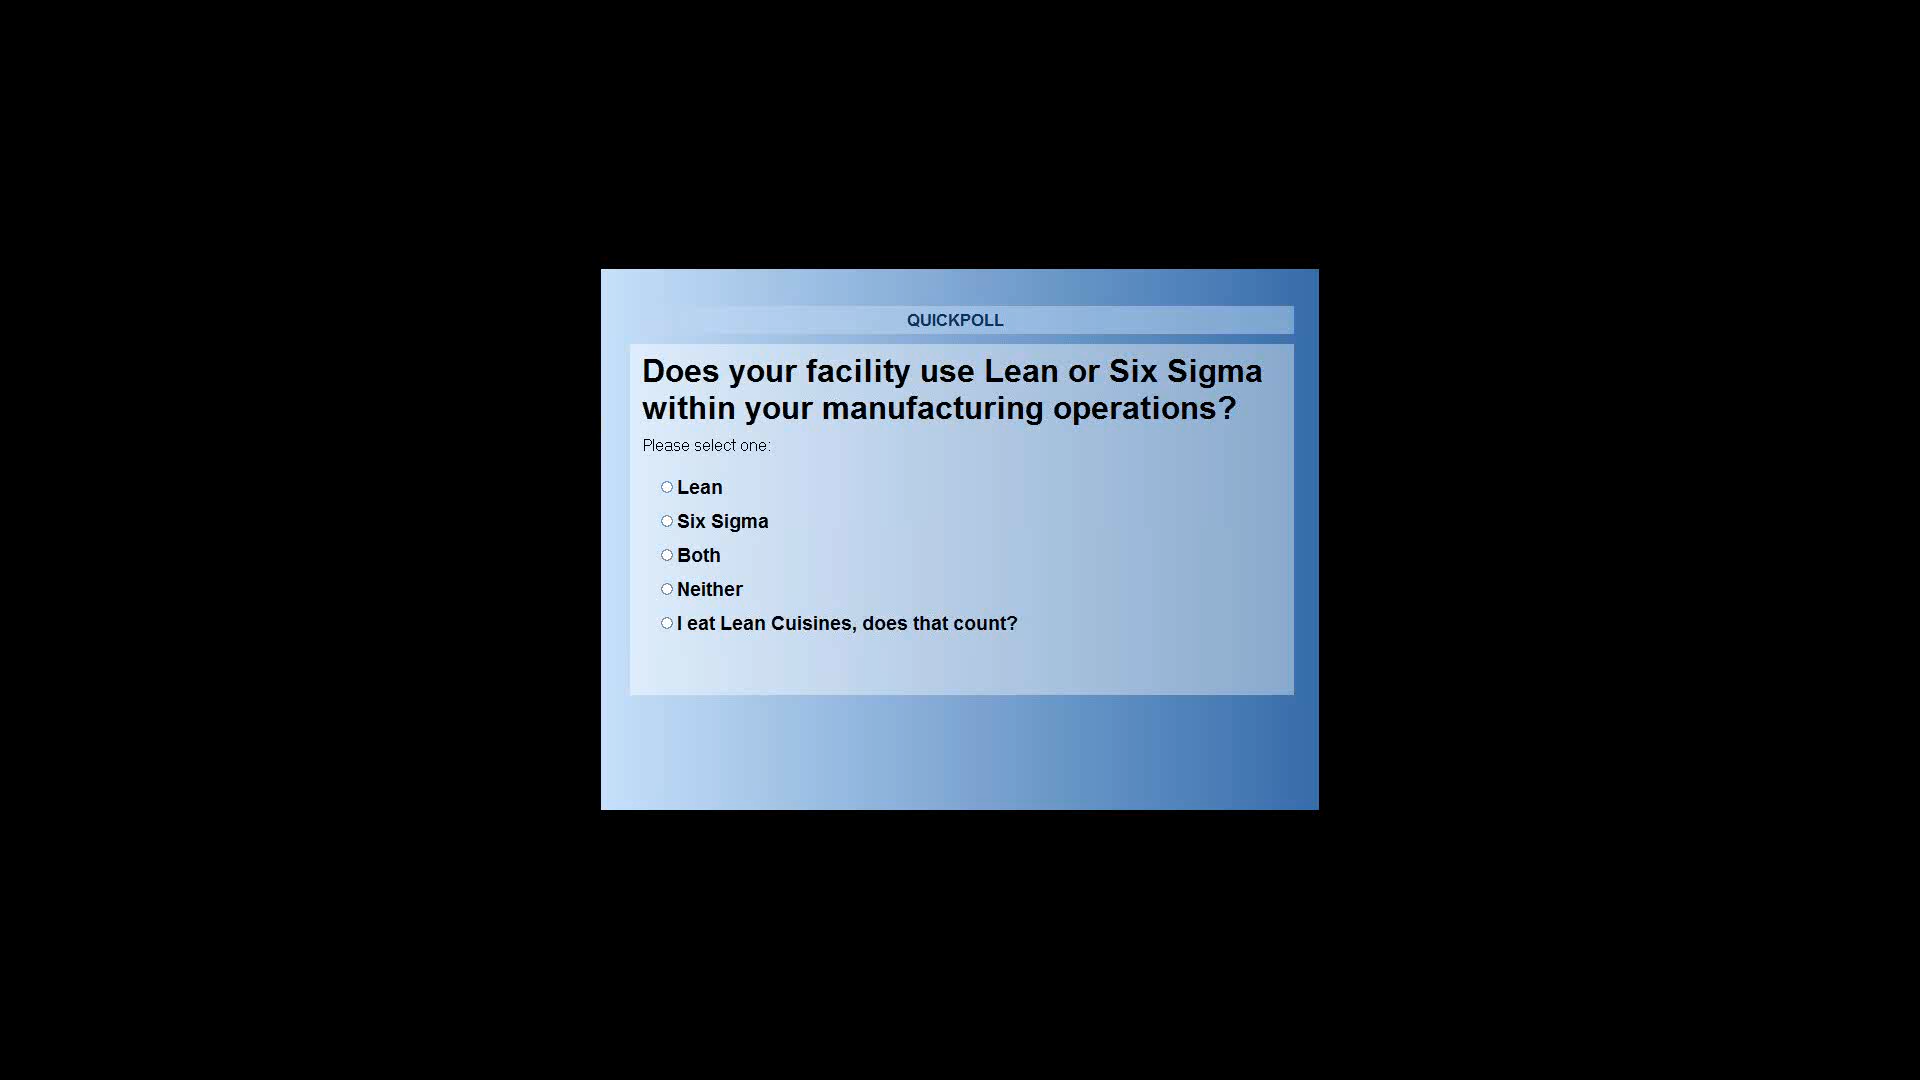 QUICKPOLL
Does your facility use Lean or Six Sigma
within your manufacturing operations?
Please select one:
Lean
Six Sigma
Both
Neither
I eat Lean Cuisines, does that count?